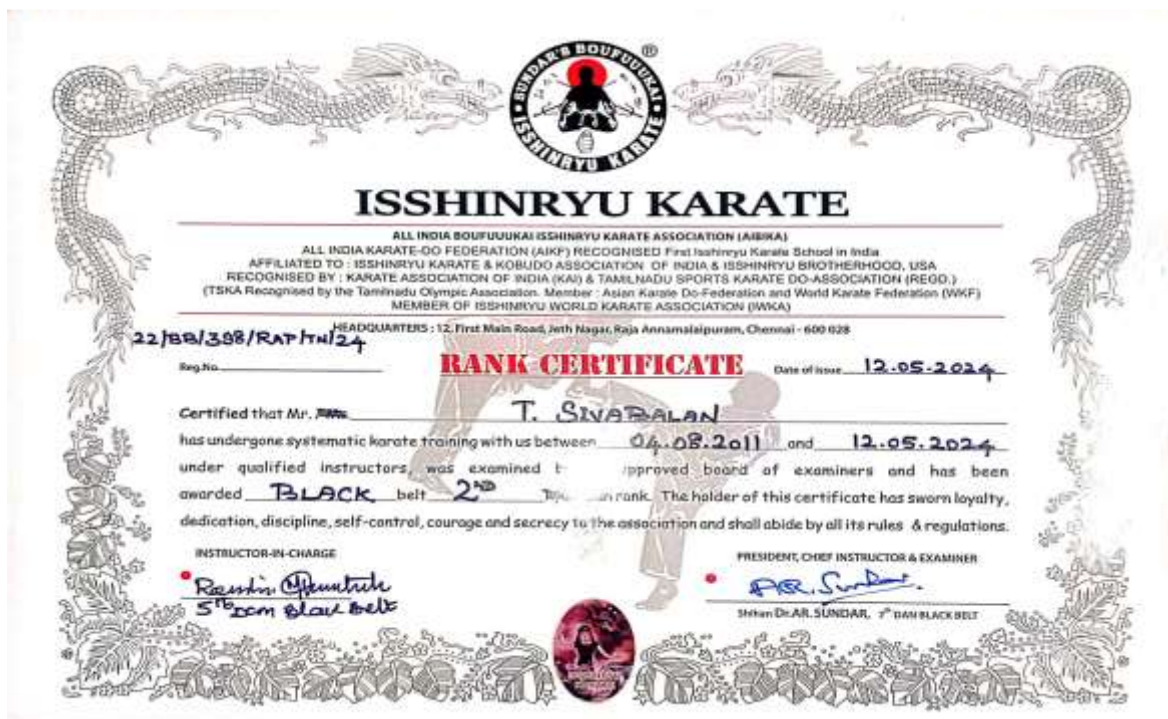 SUNDAR'S BOUFUUUKAI
ISSHINRYU KARATE
®
ISSHINRYU KARATE
ALL INDIA BOUFUUUKAI ISSHINRYU KARATE ASSOCIATION (AIBIKA)
ALL INDIA KARATE-DO FEDERATION (AIKF) RECOGNISED First Isshinryu Karate School in India
AFFILIATED TO : ISSHINRYU KARATE & KOBUDO ASSOCIATION OF INDIA & ISSHINRYU BROTHERHOOD, USA
RECOGNISED BY : KARATE ASSOCIATION OF INDIA (KAI) & TAMILNADU SPORTS KARATE DO-ASSOCIATION (REGD.)
(TSKA Recognised by the Tamilnadu Olympic Association. Member : Asian Karate Do-Federation and World Karate Federation (WKF)
MEMBER OF ISSHINRYU WORLD KARATE ASSOCIATION (IWKA)
HEADQUARTERS : 12, First Main Road, Jeth Nagar, Raja Annamalaipuram, Chennai - 600 028
22/BB/398/RAP/TN/24
Reg.No.
RANK CERTIFICATE
Date of Issue 12.05.2024
Certified that Mr. T. SIVABALAN
has undergone systematic karate training with us between 04.08.2011 and 12.05.2024
under qualified instructors, was examined approved board of examiners and has been
awarded BLACK belt 2ND rank. The holder of this certificate has sworn loyalty,
dedication, discipline, self-control, courage and secrecy to the association and shall abide by all its rules & regulations.
INSTRUCTOR-IN-CHARGE
5th Dan Black Belt
PRESIDENT, CHIEF INSTRUCTOR & EXAMINER
AR. Sundar.
Shihan Dr.AR. SUNDAR, 7th DAN BLACK BELT